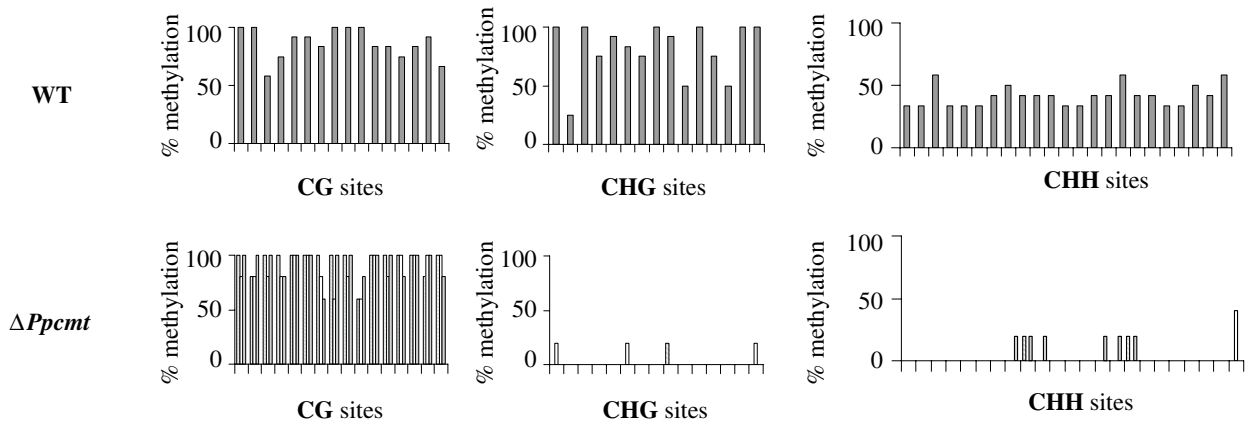 WT
% methylation
100
50
0
CG sites
% methylation
100
50
0
CHG sites
% methylation
100
50
0
CHH sites
ΔPpcmt
% methylation
100
50
0
CG sites
% methylation
100
50
0
CHG sites
% methylation
100
50
0
CHH sites